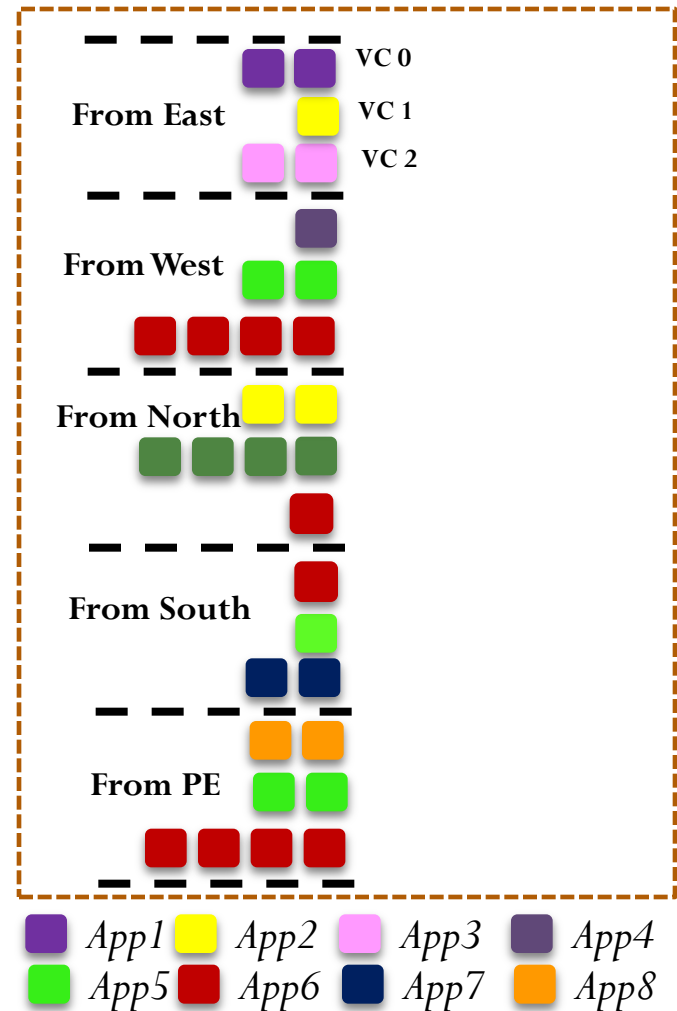 VC 0
From East
VC 1
VC 2
From West
From North
From South
From PE
App1 App2 App3 App4
App5 App6 App7 App8